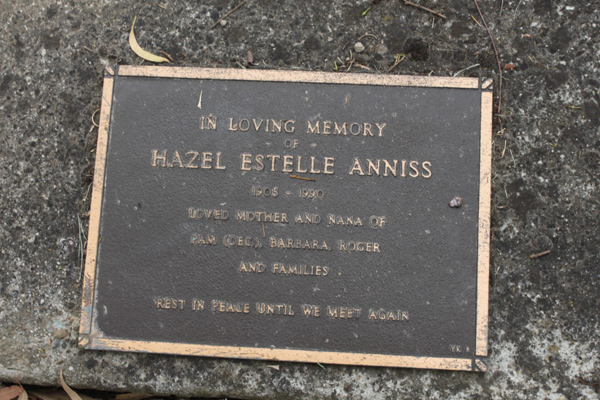 IN LOVING MEMORY
OF
HAZEL ESTELLE ANNISS
1905 - 1990
LOVED MOTHER AND NANA OF
PAM (DEC.), BARBARA, ROGER
AND FAMILIES
REST IN PEACE UNTIL WE MEET AGAIN